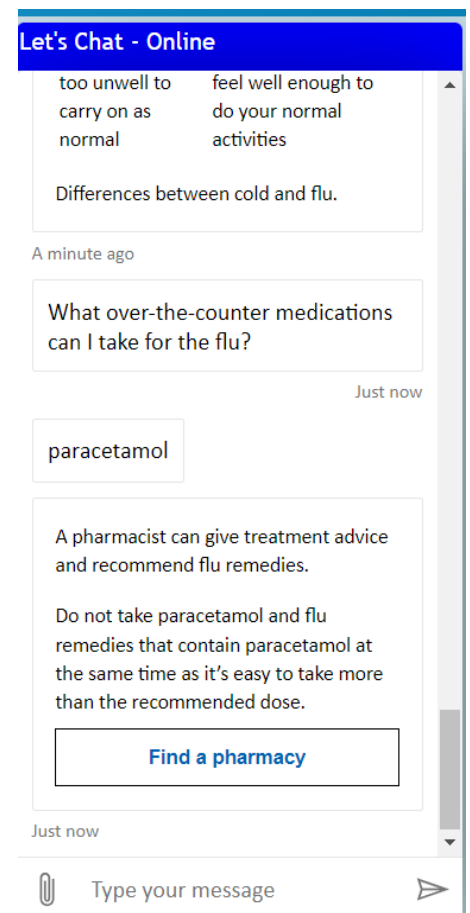 Let's Chat - Online
too unwell to feel well enough to
carry on as do your normal
normal activities
Differences between cold and flu.
A minute ago
What over-the-counter medications
can I take for the flu?
Just now
paracetamol
A pharmacist can give treatment advice
and recommend flu remedies.
Do not take paracetamol and flu
remedies that contain paracetamol at
the same time as it’s easy to take more
than the recommended dose.
Find a pharmacy
Just now
Type your message